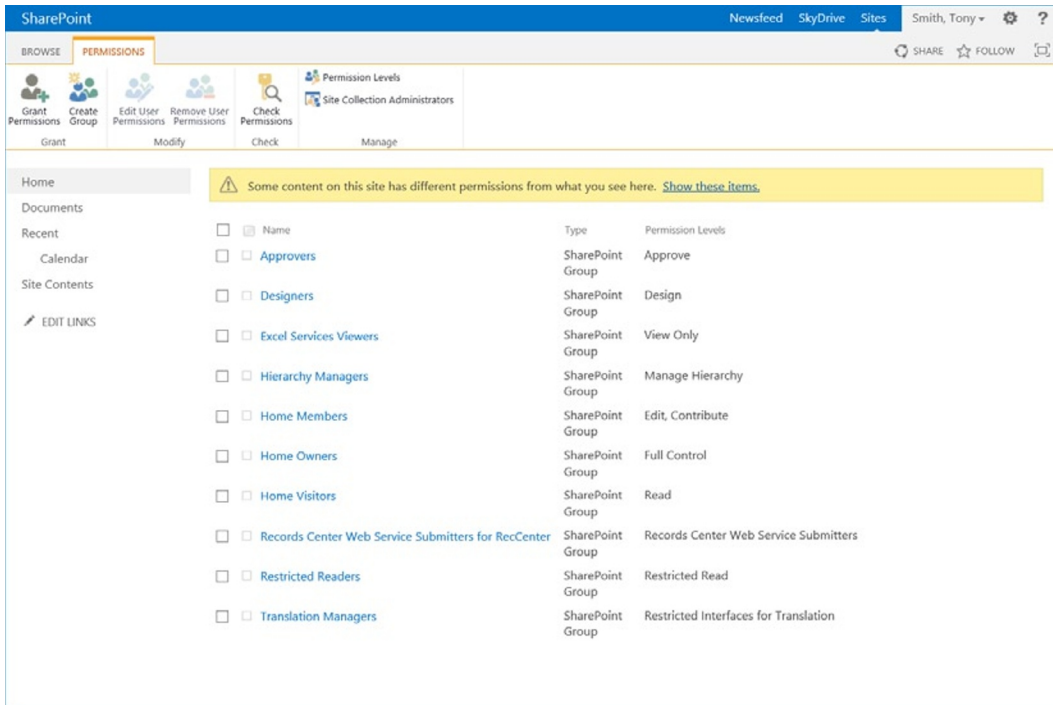 SharePoint Newsfeed SkyDrive Sites Smith, Tony ?
BROWSE PERMISSIONS SHARE FOLLOW
Grant Permissions
Create Group
Edit User Permissions
Remove User Permissions
Check Permissions
Permission Levels
Site Collection Administrators
Grant Modify Check Manage
Home
Documents
Recent
Calendar
Site Contents
EDIT LINKS
Some content on this site has different permissions from what you see here. Show these items.
Name Type Permission Levels
Approvers SharePoint Group Approve
Designers SharePoint Group Design
Excel Services Viewers SharePoint Group View Only
Hierarchy Managers SharePoint Group Manage Hierarchy
Home Members SharePoint Group Edit, Contribute
Home Owners SharePoint Group Full Control
Home Visitors SharePoint Group Read
Records Center Web Service Submitters for RecCenter SharePoint Group Records Center Web Service Submitters
Restricted Readers SharePoint Group Restricted Read
Translation Managers SharePoint Group Restricted Interfaces for Translation